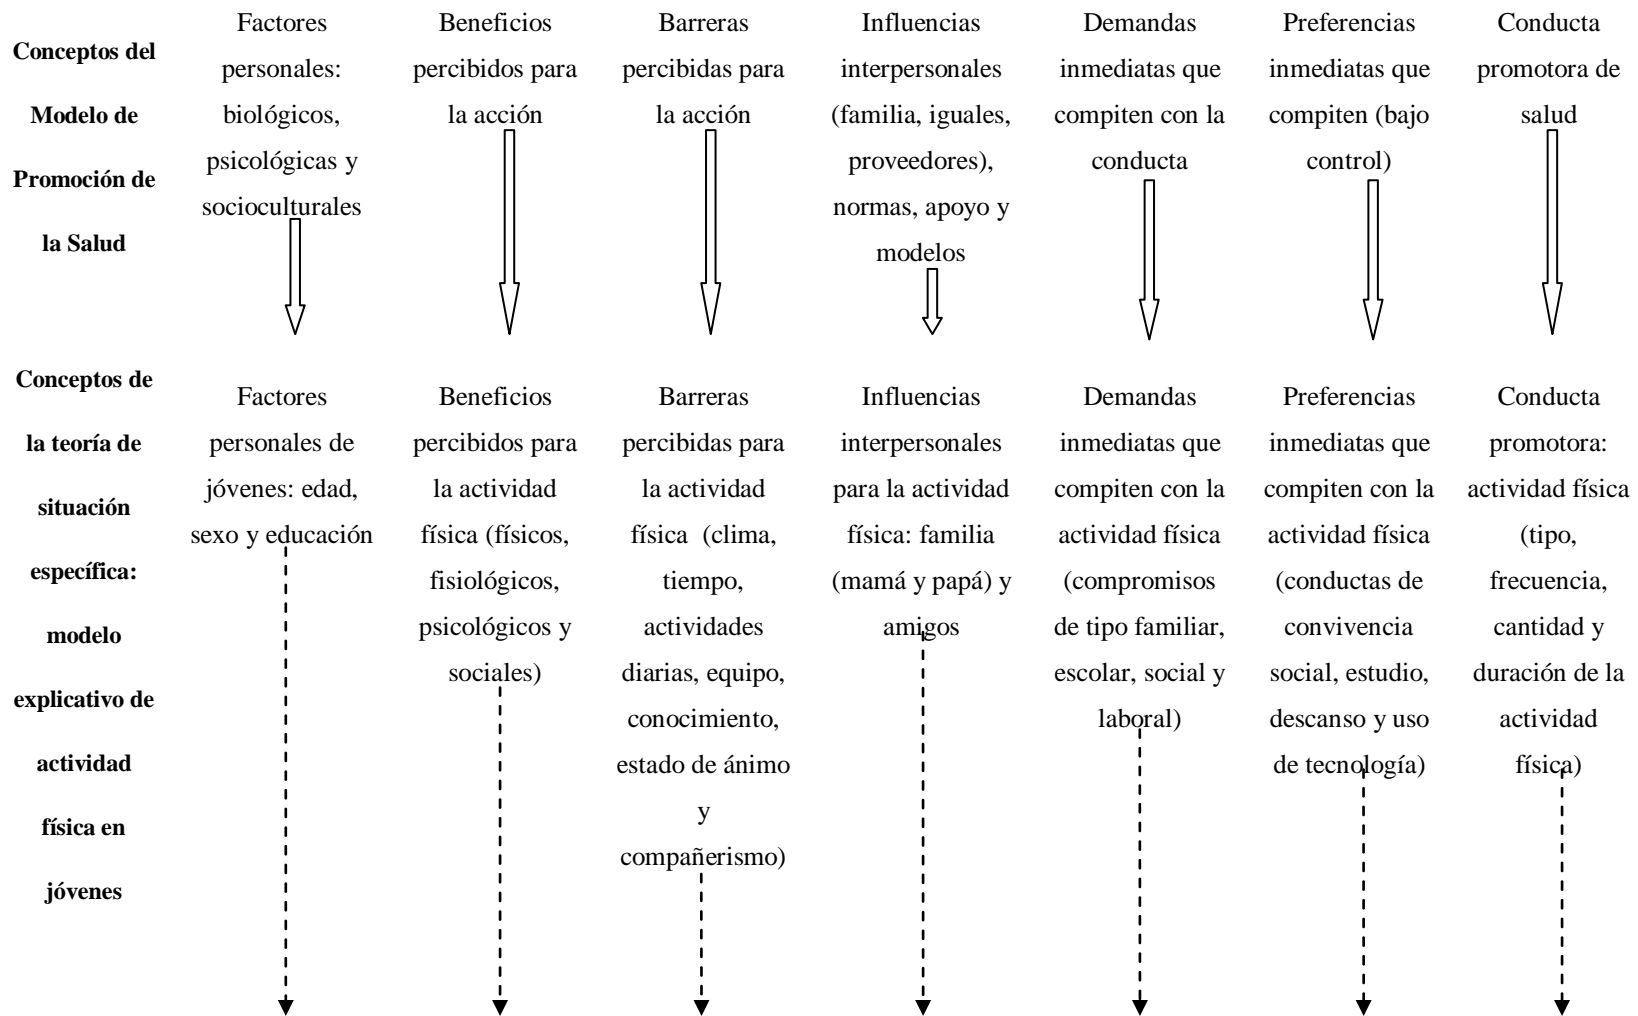 Conceptos del
Modelo de
Promoción de
la Salud
Factores
personales:
biológicos,
psicológicas y
socioculturales
Beneficios
percibidos para
la acción
Barreras
percibidas para
la acción
Influencias
interpersonales
(familia, iguales,
proveedores),
normas, apoyo y
modelos
Demandas
inmediatas que
compiten con la
conducta
Preferencias
inmediatas que
compiten (bajo
control)
Conducta
promotora de
salud
Conceptos de
la teoría de
situación
específica:
modelo
explicativo de
actividad
física en
jóvenes
Factores
personales de
jóvenes: edad,
sexo y educación
Beneficios
percibidos para
la actividad
física (físicos,
fisiológicos,
psicológicos y
sociales)
Barreras
percibidas para
la actividad
física (clima,
tiempo,
actividades
diarias, equipo,
conocimiento,
estado de ánimo
y
compañerismo)
Influencias
interpersonales
para la actividad
física: familia
(mamá y papá) y
amigos
Demandas
inmediatas que
compiten con la
actividad física
(compromisos
de tipo familiar,
escolar, social y
laboral)
Preferencias
inmediatas que
compiten con la
actividad física
(conductas de
convivencia
social, estudio,
descanso y uso
de tecnología)
Conducta
promotora:
actividad física
(tipo,
frecuencia,
cantidad y
duración de la
actividad
física)